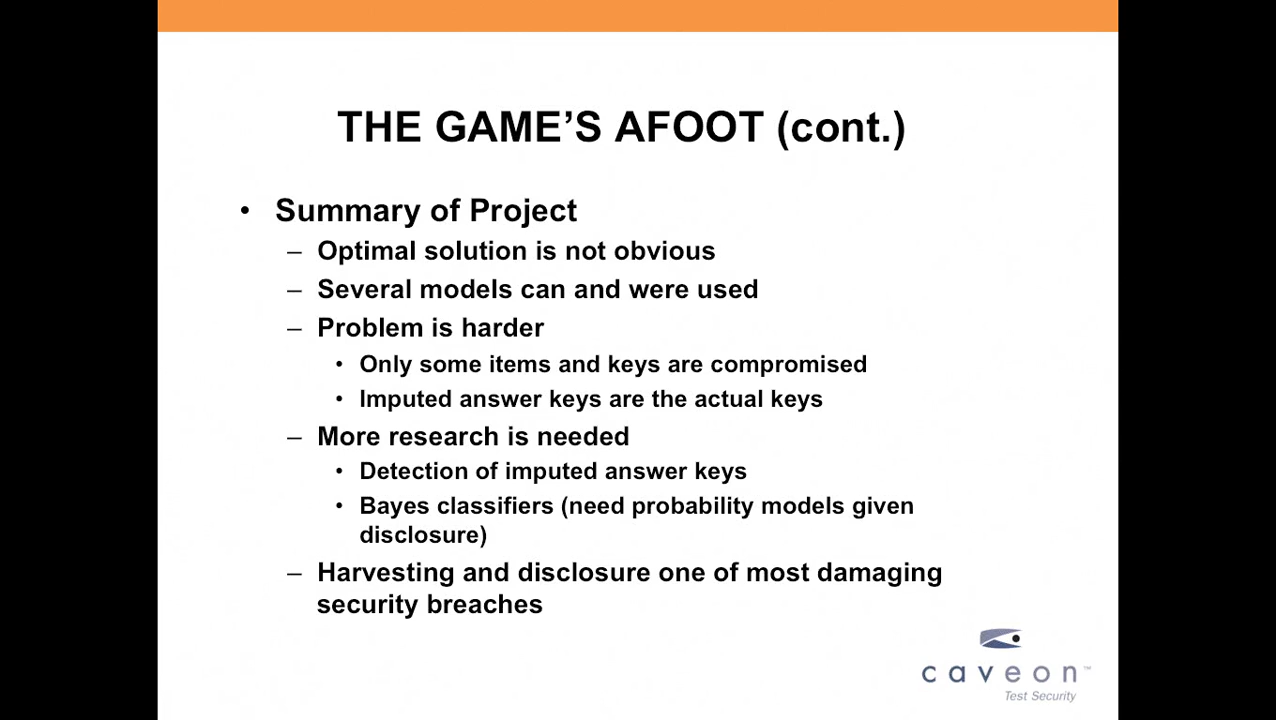 THE GAME’S AFOOT (cont.)
• Summary of Project
– Optimal solution is not obvious
– Several models can and were used
– Problem is harder
• Only some items and keys are compromised
• Imputed answer keys are the actual keys
– More research is needed
• Detection of imputed answer keys
• Bayes classifiers (need probability models given
disclosure)
– Harvesting and disclosure one of most damaging
security breaches
caveon™
Test Security